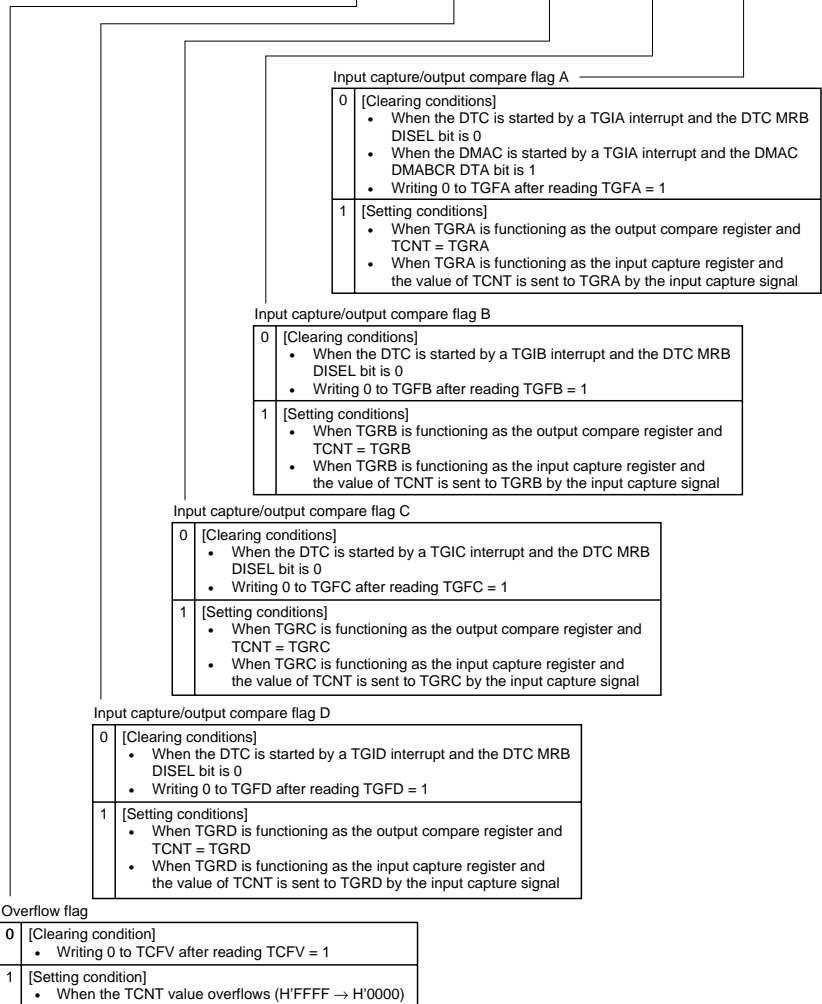 Input capture/output compare flag A
0 [Clearing conditions]
• When the DTC is started by a TGIA interrupt and the DTC MRB
DISEL bit is 0
• When the DMAC is started by a TGIA interrupt and the DMAC
DMABCR DTA bit is 1
• Writing 0 to TGFA after reading TGFA = 1
1 [Setting conditions]
• When TGRA is functioning as the output compare register and
TCNT = TGRA
• When TGRA is functioning as the input capture register and
the value of TCNT is sent to TGRA by the input capture signal
Input capture/output compare flag B
0 [Clearing conditions]
• When the DTC is started by a TGIB interrupt and the DTC MRB
DISEL bit is 0
• Writing 0 to TGFB after reading TGFB = 1
1 [Setting conditions]
• When TGRB is functioning as the output compare register and
TCNT = TGRB
• When TGRB is functioning as the input capture register and
the value of TCNT is sent to TGRB by the input capture signal
Input capture/output compare flag C
0 [Clearing conditions]
• When the DTC is started by a TGIC interrupt and the DTC MRB
DISEL bit is 0
• Writing 0 to TGFC after reading TGFC = 1
1 [Setting conditions]
• When TGRC is functioning as the output compare register and
TCNT = TGRC
• When TGRC is functioning as the input capture register and
the value of TCNT is sent to TGRC by the input capture signal
Input capture/output compare flag D
0 [Clearing conditions]
• When the DTC is started by a TGID interrupt and the DTC MRB
DISEL bit is 0
• Writing 0 to TGFD after reading TGFD = 1
1 [Setting conditions]
• When TGRD is functioning as the output compare register and
TCNT = TGRD
• When TGRD is functioning as the input capture register and
the value of TCNT is sent to TGRD by the input capture signal
Overflow flag
0 [Clearing condition]
• Writing 0 to TCFV after reading TCFV = 1
1 [Setting condition]
• When the TCNT value overflows (H'FFFF → H'0000)